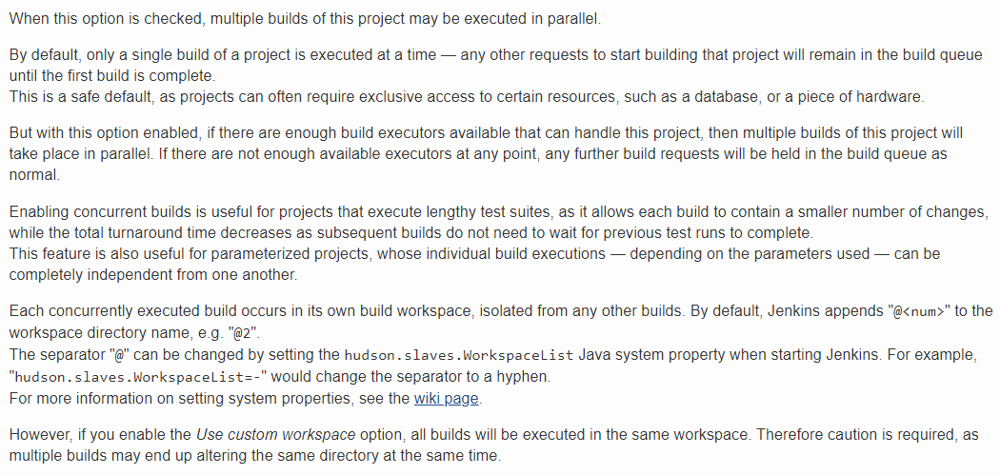 When this option is checked, multiple builds of this project may be executed in parallel.
By default, only a single build of a project is executed at a time — any other requests to start building that project will remain in the build queue
until the first build is complete.
This is a safe default, as projects can often require exclusive access to certain resources, such as a database, or a piece of hardware.
But with this option enabled, if there are enough build executors available that can handle this project, then multiple builds of this project will
take place in parallel. If there are not enough available executors at any point, any further build requests will be held in the build queue as
normal.
Enabling concurrent builds is useful for projects that execute lengthy test suites, as it allows each build to contain a smaller number of changes,
while the total turnaround time decreases as subsequent builds do not need to wait for previous test runs to complete.
This feature is also useful for parameterized projects, whose individual build executions — depending on the parameters used — can be
completely independent from one another.
Each concurrently executed build occurs in its own build workspace, isolated from any other builds. By default, Jenkins appends "@<num>" to the
workspace directory name, e.g. "@2".
The separator "@" can be changed by setting the hudson.slaves.WorkspaceList Java system property when starting Jenkins. For example,
"hudson.slaves.WorkspaceList=-" would change the separator to a hyphen.
For more information on setting system properties, see the wiki page.
However, if you enable the Use custom workspace option, all builds will be executed in the same workspace. Therefore caution is required, as
multiple builds may end up altering the same directory at the same time.